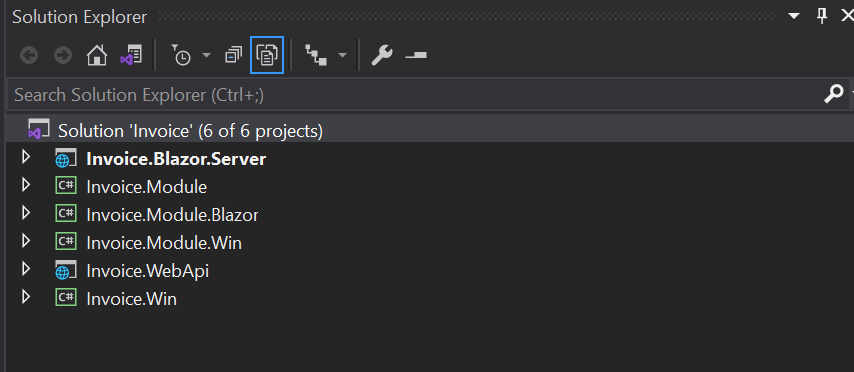 Solution Explorer
Search Solution Explorer (Ctrl+;)
Solution 'Invoice' (6 of 6 projects)
Invoice.Blazor.Server
C# Invoice.Module
C# Invoice.Module.Blazor
C# Invoice.Module.Win
Invoice.WebApi
C# Invoice.Win